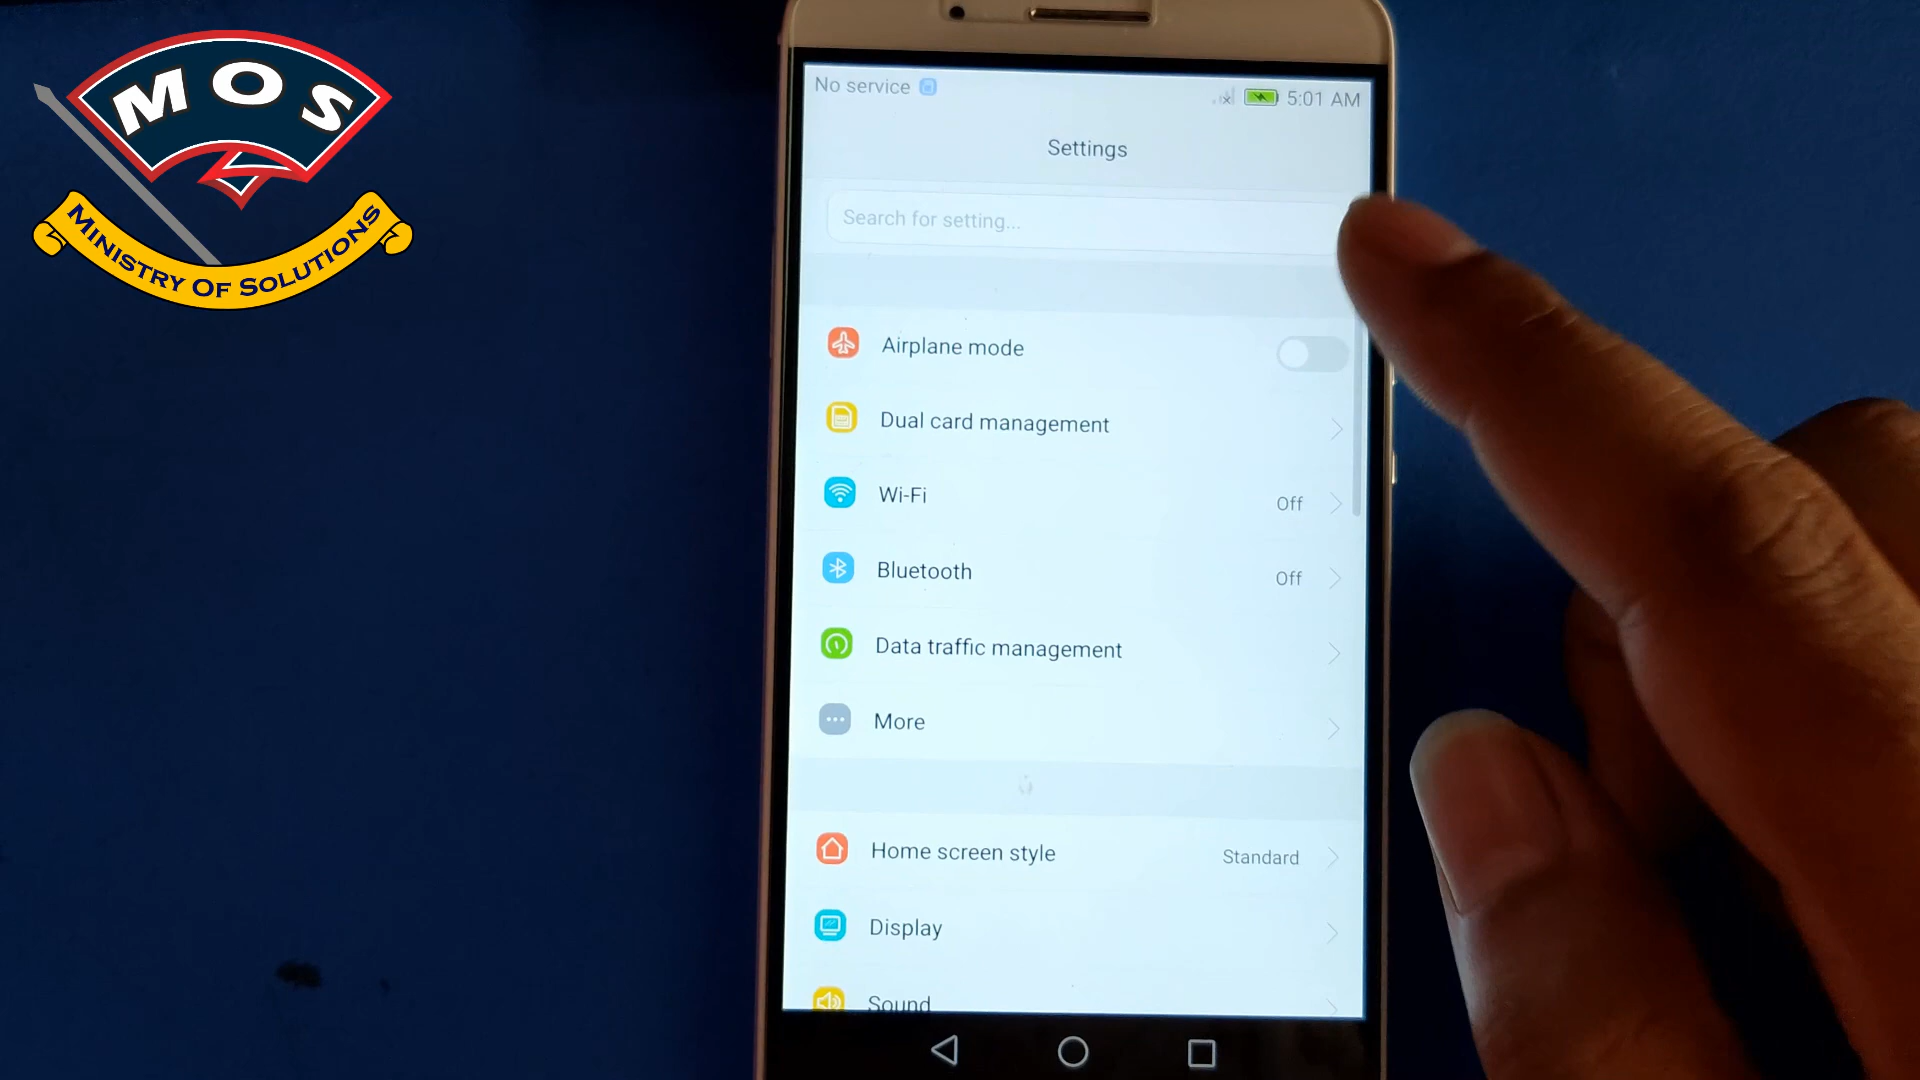 MOS
MINISTRY OF SOLUTIONS
No service
5:01 AM
Settings
Search for setting...
Airplane mode
Dual card management
Wi-Fi
Off
Bluetooth
Off
Data traffic management
More
Home screen style
Standard
Display
Sound